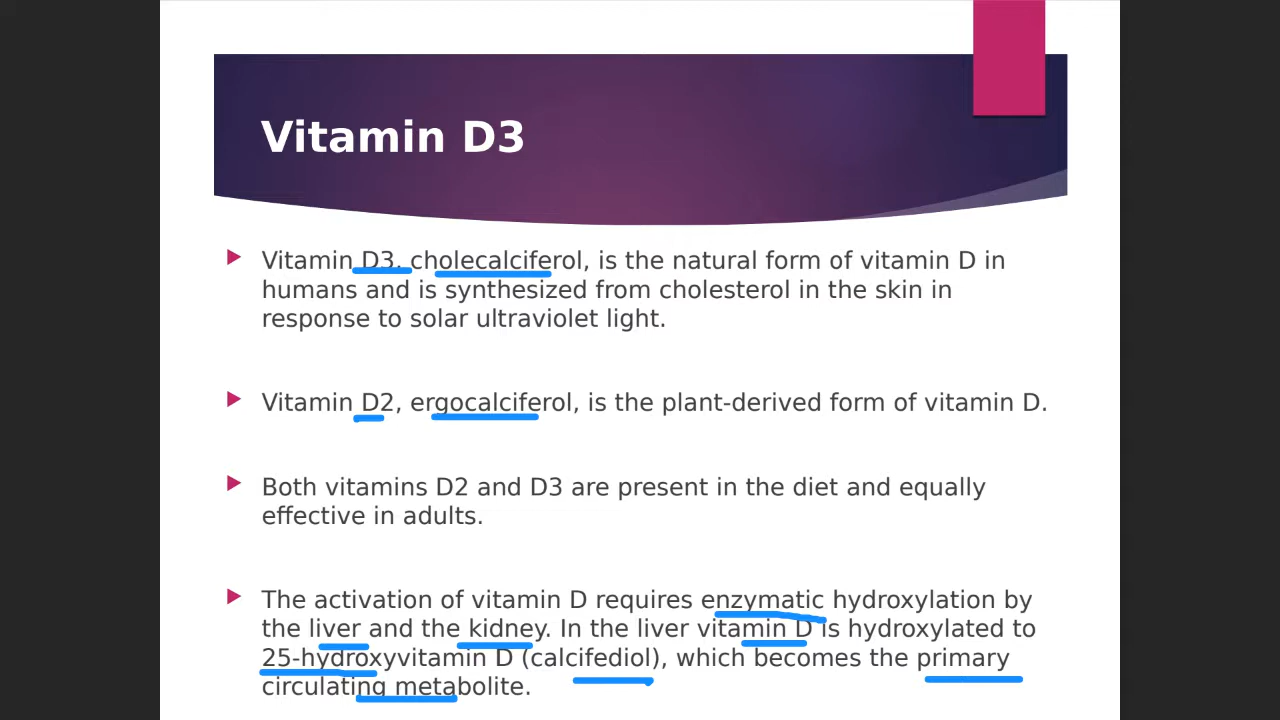 Vitamin D3
Vitamin D3, cholecalciferol, is the natural form of vitamin D in
humans and is synthesized from cholesterol in the skin in
response to solar ultraviolet light.
Vitamin D2, ergocalciferol, is the plant-derived form of vitamin D.
Both vitamins D2 and D3 are present in the diet and equally
effective in adults.
The activation of vitamin D requires enzymatic hydroxylation by
the liver and the kidney. In the liver vitamin D is hydroxylated to
25-hydroxyvitamin D (calcifediol), which becomes the primary
circulating metabolite.